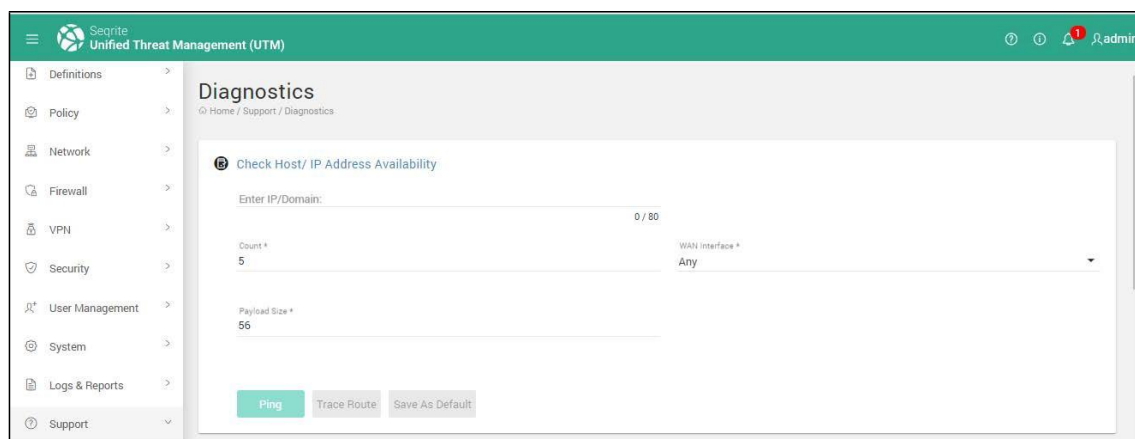 Seqrite
Unified Threat Management (UTM)
1
admin
Definitions
Policy
Network
Firewall
VPN
Security
User Management
System
Logs & Reports
Support
Diagnostics
Home / Support / Diagnostics
Check Host/ IP Address Availability
Enter IP/Domain:
0 / 80
Count *
5
WAN Interface *
Any
Payload Size *
56
Ping
Trace Route
Save As Default